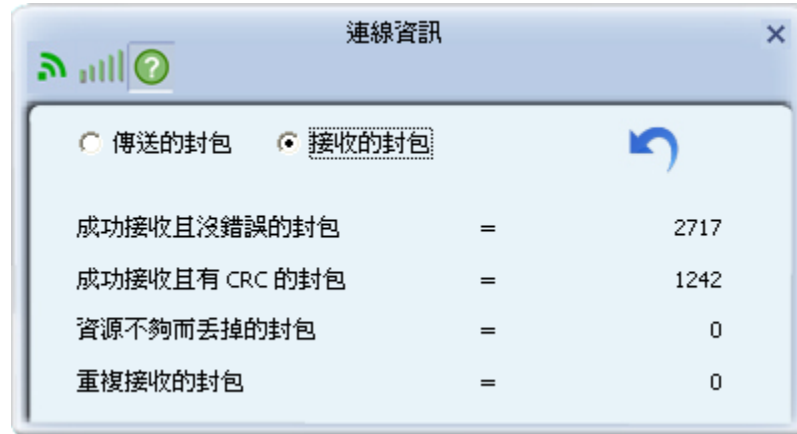 連線資訊
傳送的封包 接收的封包
成功接收且沒錯誤的封包 = 2717
成功接收且有 CRC 的封包 = 1242
資源不夠而丟掉的封包 = 0
重複接收的封包 = 0